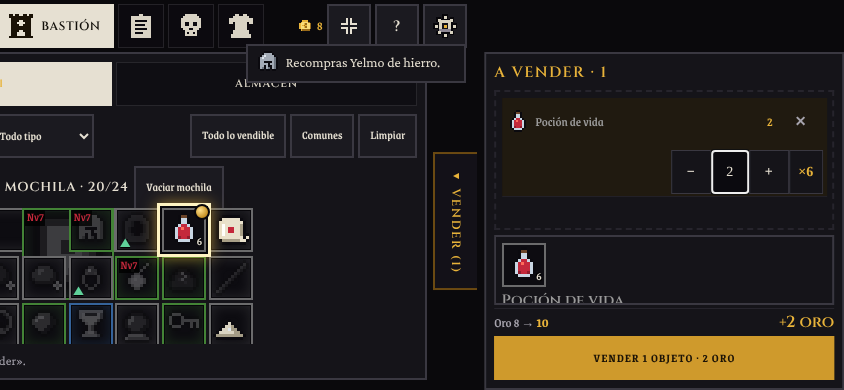 BASTIÓN
8
?
Recompras Yelmo de hierro.
ALMACÉN
Todo tipo
Todo lo vendible
Comunes
Limpiar
MOCHILA · 20/24
Vaciar mochila
Nv7
Nv7
6
Nv7
der».
◂ VENDER (1)
A VENDER · 1
Poción de vida
2
✕
−
2
+
×6
6
POCIÓN DE VIDA
Oro 8 → 10
+2 ORO
VENDER 1 OBJETO · 2 ORO